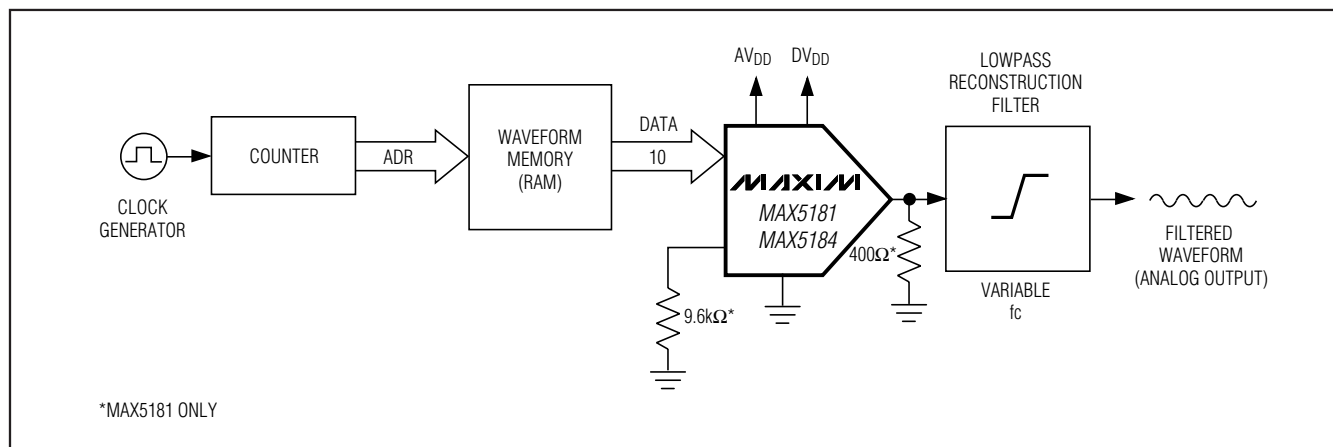 CLOCK
GENERATOR
COUNTER
ADR
WAVEFORM
MEMORY
(RAM)
DATA
10
AVDD
DVDD
MAXIM
MAX5181
MAX5184
9.6kΩ*
400Ω*
LOWPASS
RECONSTRUCTION
FILTER
VARIABLE
fc
FILTERED
WAVEFORM
(ANALOG OUTPUT)
*MAX5181 ONLY